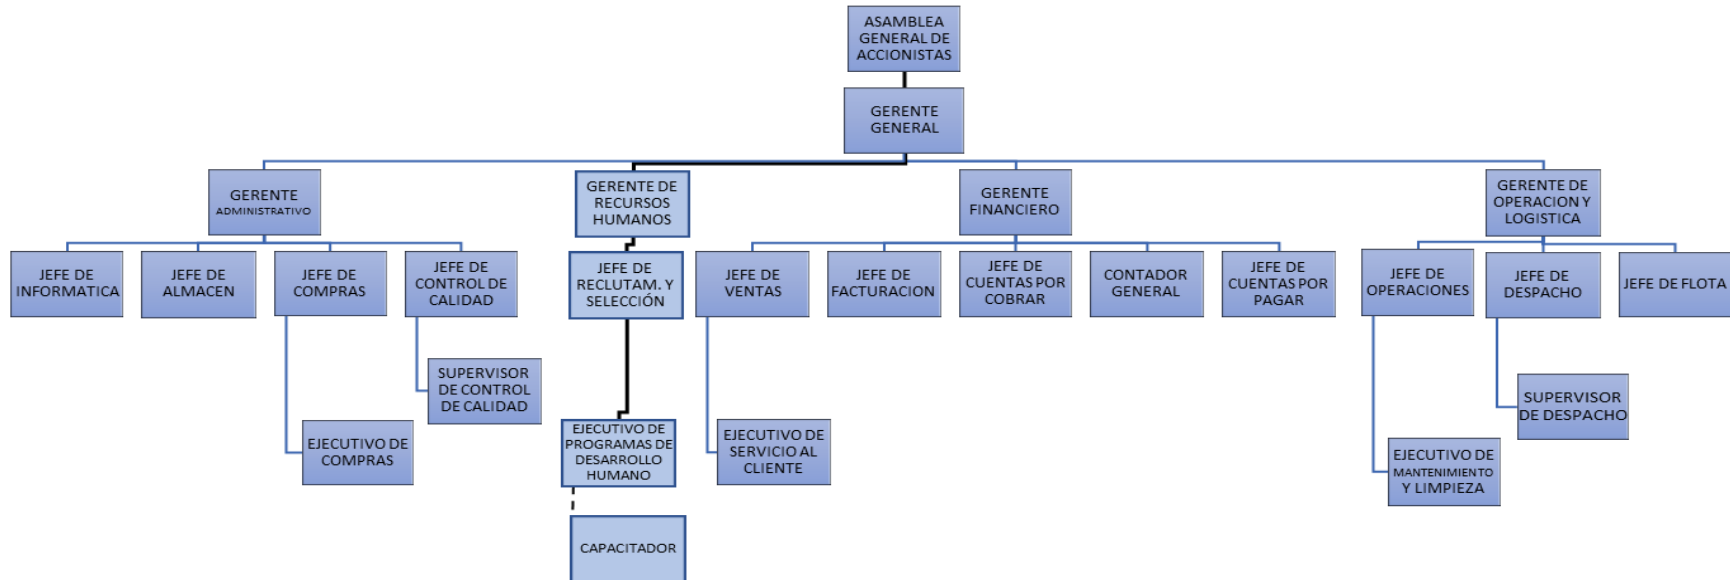 ASAMBLEA
GENERAL DE
ACCIONISTAS
GERENTE
GENERAL
GERENTE
ADMINISTRATIVO
GERENTE DE
RECURSOS
HUMANOS
GERENTE
FINANCIERO
GERENTE DE
OPERACION Y
LOGISTICA
JEFE DE
INFORMATICA
JEFE DE
ALMACEN
JEFE DE
COMPRAS
JEFE DE
CONTROL DE
CALIDAD
JEFE DE
RECLUTAM. Y
SELECCIÓN
JEFE DE
VENTAS
JEFE DE
FACTURACION
JEFE DE
CUENTAS POR
COBRAR
CONTADOR
GENERAL
JEFE DE
CUENTAS POR
PAGAR
JEFE DE
OPERACIONES
JEFE DE
DESPACHO
JEFE DE FLOTA
SUPERVISOR
DE CONTROL
DE CALIDAD
SUPERVISOR
DE DESPACHO
EJECUTIVO DE
COMPRAS
EJECUTIVO DE
PROGRAMAS DE
DESARROLLO
HUMANO
EJECUTIVO DE
SERVICIO AL
CLIENTE
EJECUTIVO DE
MANTENIMIENTO
Y LIMPIEZA
CAPACITADOR